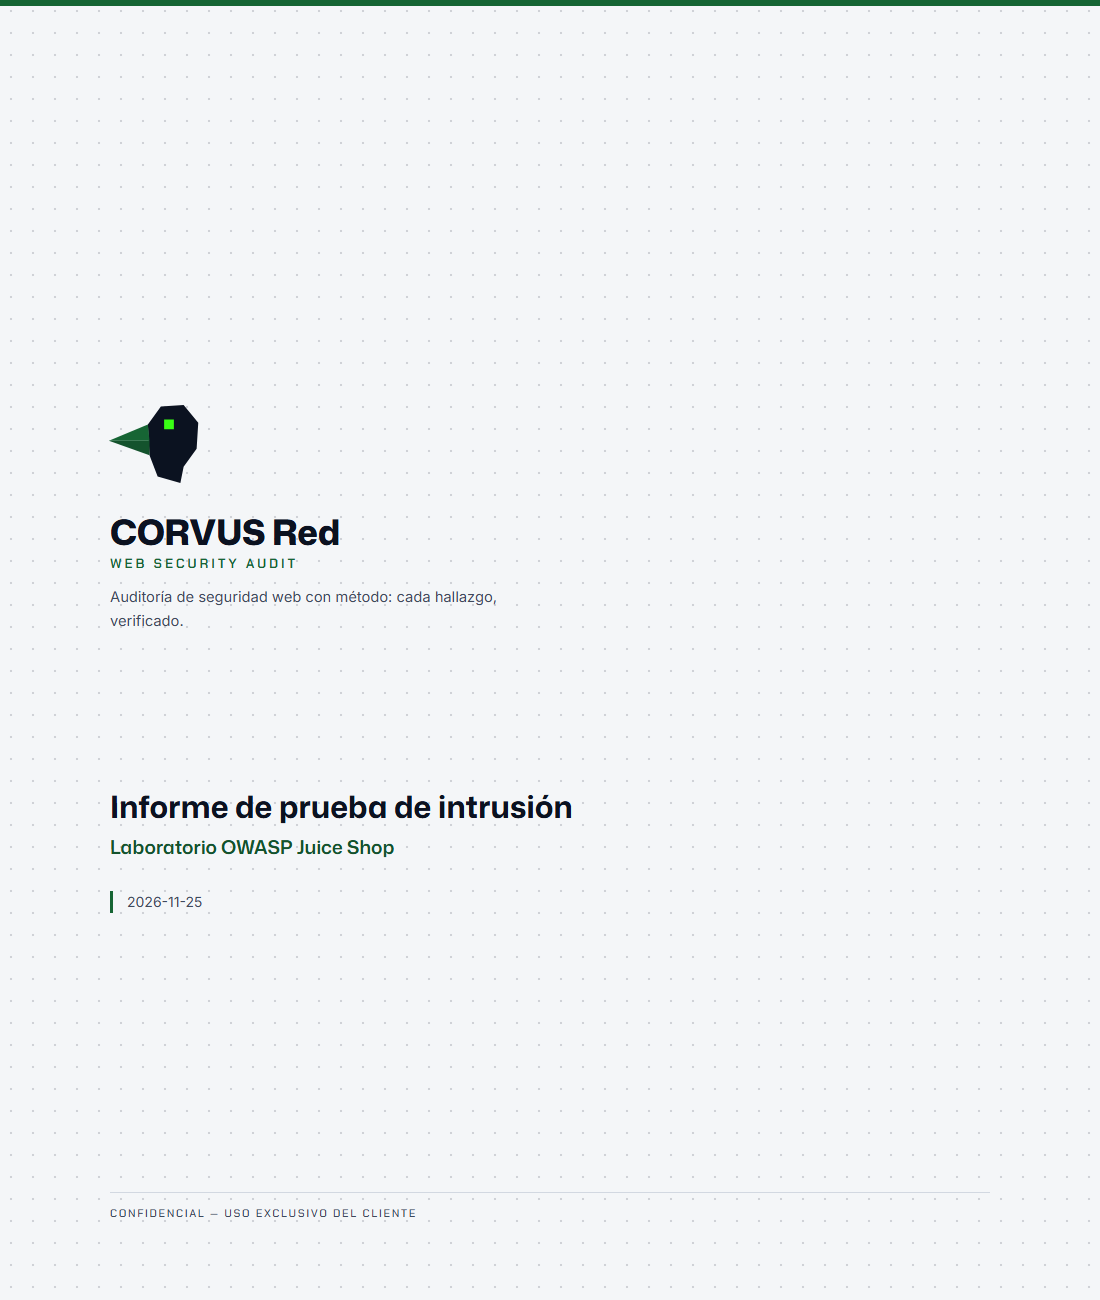 CORVUS Red
WEB SECURITY AUDIT
Auditoría de seguridad web con método: cada hallazgo,
verificado.
Informe de prueba de intrusión
Laboratorio OWASP Juice Shop
2026-11-25
CONFIDENCIAL — USO EXCLUSIVO DEL CLIENTE